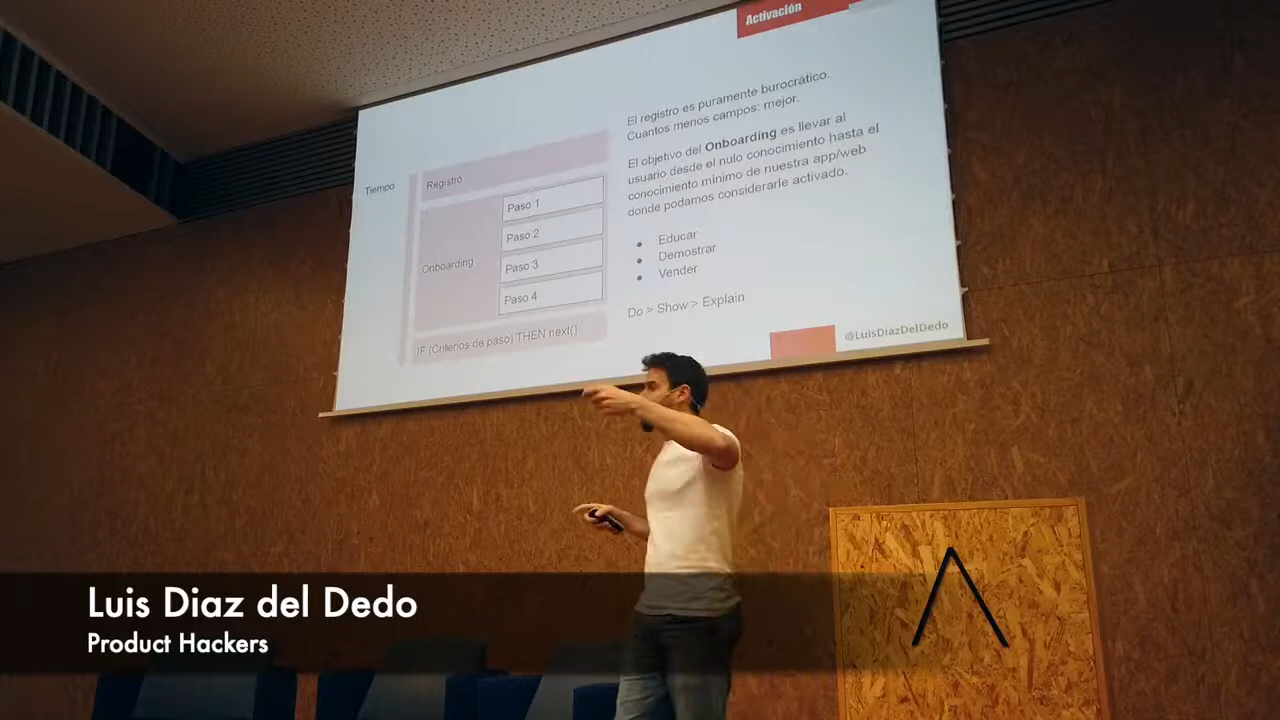 Activación
El registro es puramente burocrático.
Cuantos menos campos: mejor.
El objetivo del Onboarding es llevar al
usuario desde el nulo conocimiento hasta el
conocimiento mínimo de nuestra app/web
donde podamos considerarle activado.
Educar
Demostrar
Vender
Do > Show > Explain
Tiempo
Registro
Onboarding
Paso 1
Paso 2
Paso 3
Paso 4
IF (Criterios de paso) THEN next()
@LuisDiazDelDedo
Luis Diaz del Dedo
Product Hackers